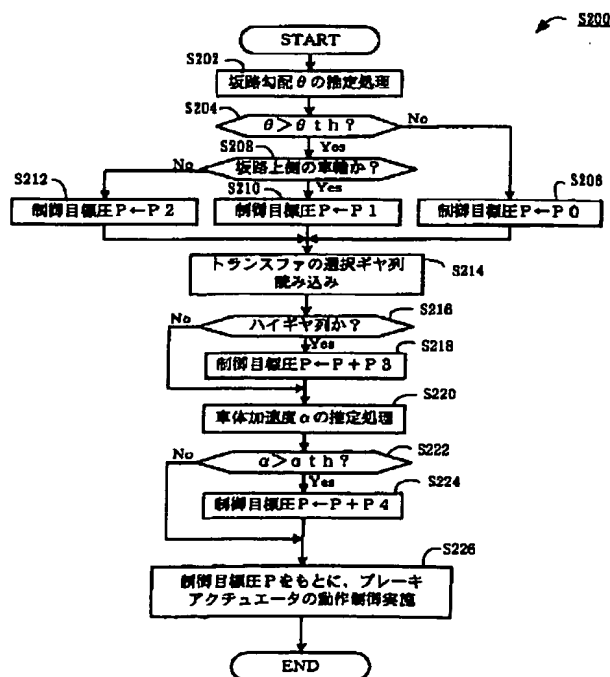 S200
START
S202
坂路勾配θの推定処理
S204
θ>θth?
No
Yes
S208
坂路上側の車輪か?
No
Yes
S212
S210
S206
制御目標圧P←P2
制御目標圧P←P1
制御目標圧P←P0
トランスファの選択ギヤ列
読み込み
S214
S216
ハイギヤ列か?
No
Yes
S218
制御目標圧P←P+P3
S220
車体加速度αの推定処理
S222
α>αth?
No
Yes
S224
制御目標圧P←P+P4
S226
制御目標圧Pをもとに、ブレーキ
アクチュエータの動作制御実施
END